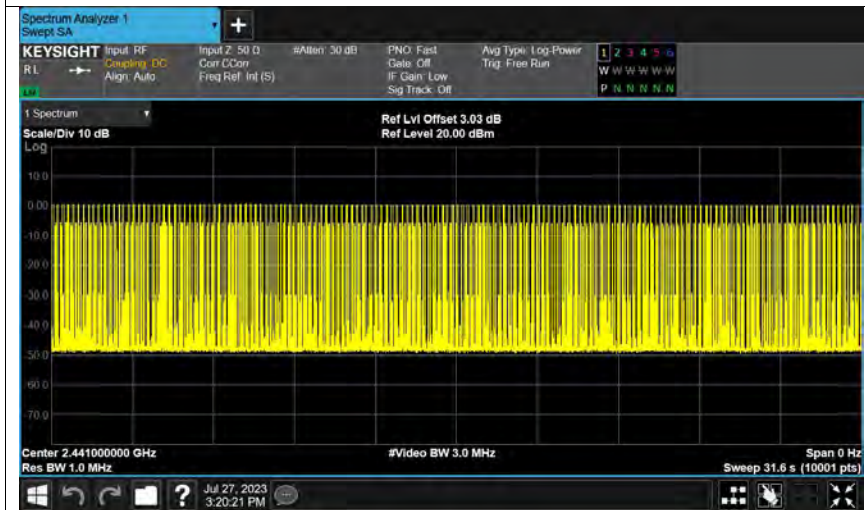 Spectrum Analyzer 1
Swept SA
+
KEYSIGHT Input: RF Input Z: 50 Ω #Atten: 30 dB PNO: Fast Avg Type: Log-Power 1 2 3 4 5 6
RL Coupling: DC Corr CCorr Gate: Off Trig: Free Run W W W W W W
Align: Auto Freq Ref: Int (S) IF Gain: Low
Sig Track: Off P N N N N N
1 Spectrum
Ref Lvl Offset 3.03 dB
Scale/Div 10 dB Ref Level 20.00 dBm
Log
10.0
0.00
-10.0
-20.0
-30.0
-40.0
-50.0
-60.0
-70.0
Center 2.441000000 GHz #Video BW 3.0 MHz Span 0 Hz
Res BW 1.0 MHz Sweep 31.6 s (10001 pts)
? Jul 27, 2023
3:20:21 PM